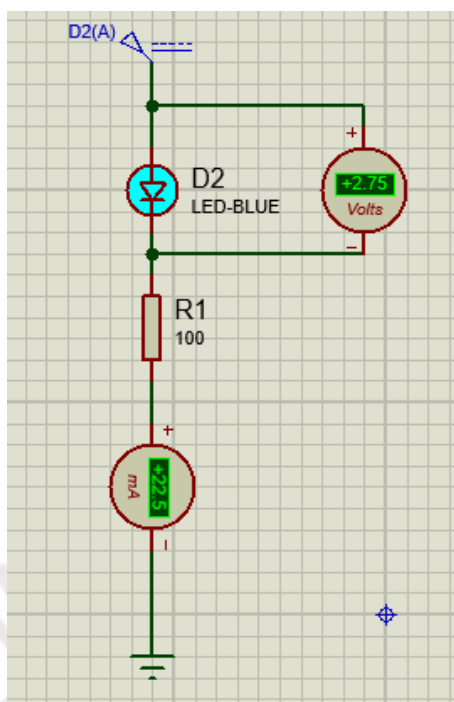 D2(A)
+
+2.75
Volts
−
D2
LED-BLUE
R1
100
+
+22.5
mA
−